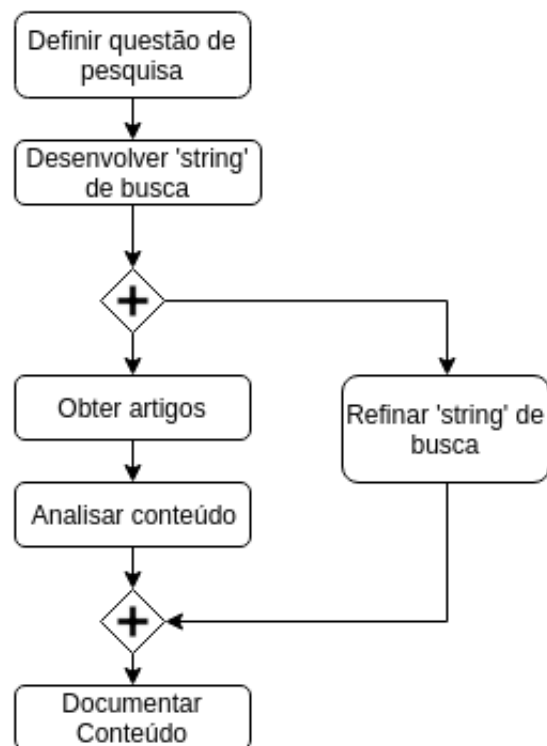 Definir questão de
pesquisa
Desenvolver 'string'
de busca
Obter artigos
Refinar 'string' de
busca
Analisar conteúdo
Documentar
Conteúdo